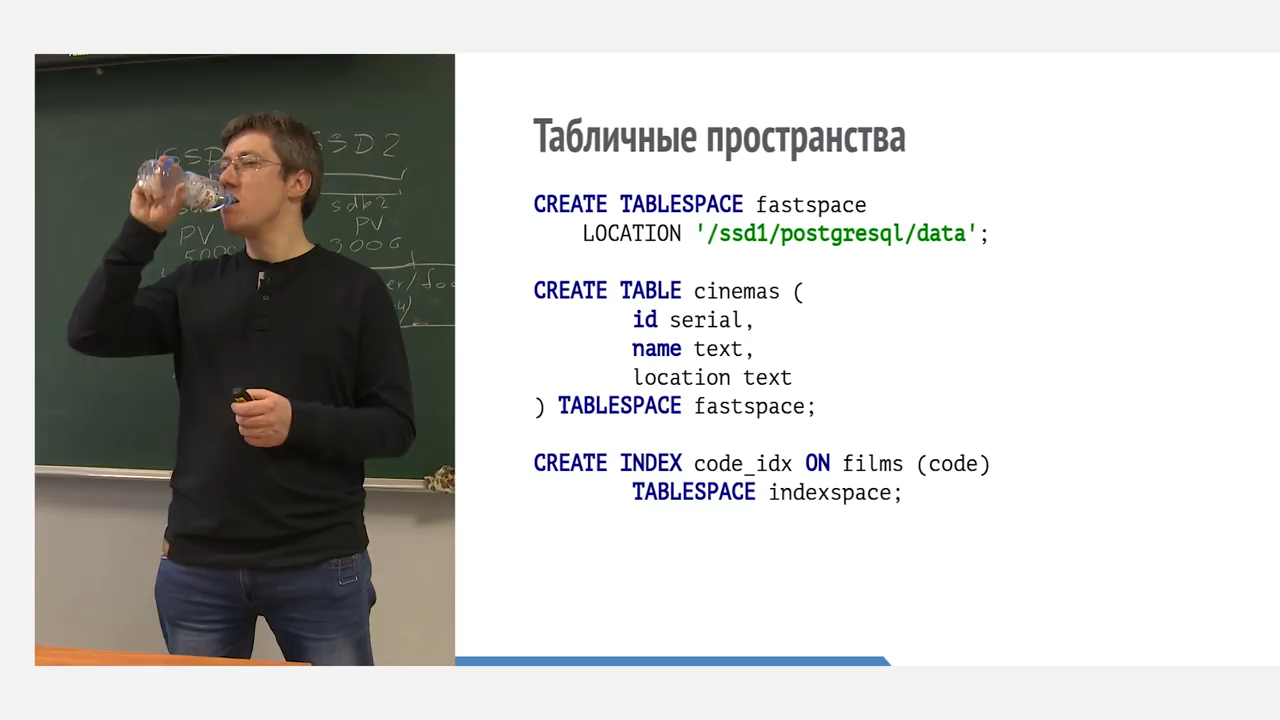 SSD2
sdb2
PV
PV
300G
Табличные пространства
CREATE TABLESPACE fastspace
LOCATION '/ssd1/postgresql/data';
CREATE TABLE cinemas (
id serial,
name text,
location text
) TABLESPACE fastspace;
CREATE INDEX code_idx ON films (code)
TABLESPACE indexspace;